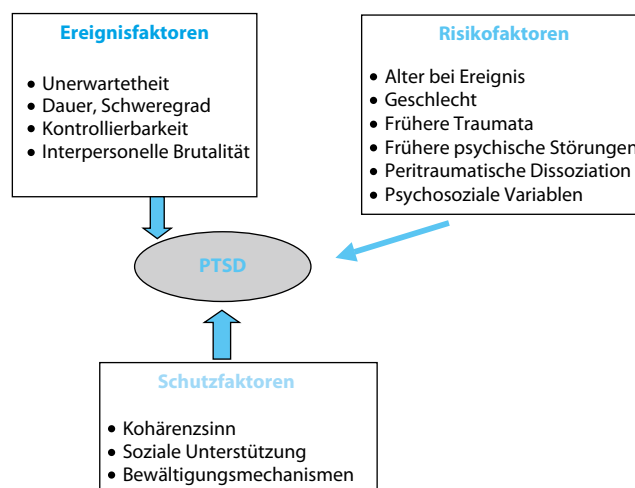 Ereignisfaktoren
• Unerwartetheit
• Dauer, Schweregrad
• Kontrollierbarkeit
• Interpersonelle Brutalität
Risikofaktoren
• Alter bei Ereignis
• Geschlecht
• Frühere Traumata
• Frühere psychische Störungen
• Peritraumatische Dissoziation
• Psychosoziale Variablen
PTSD
Schutzfaktoren
• Kohärenzsinn
• Soziale Unterstützung
• Bewältigungsmechanismen